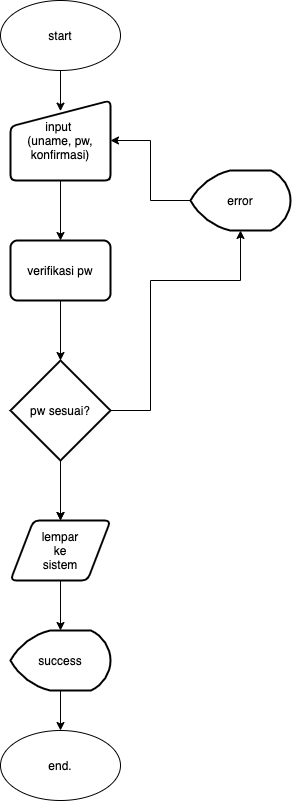 start
input
(uname, pw,
konfirmasi)
error
verifikasi pw
pw sesuai?
lempar
ke
sistem
success
end.